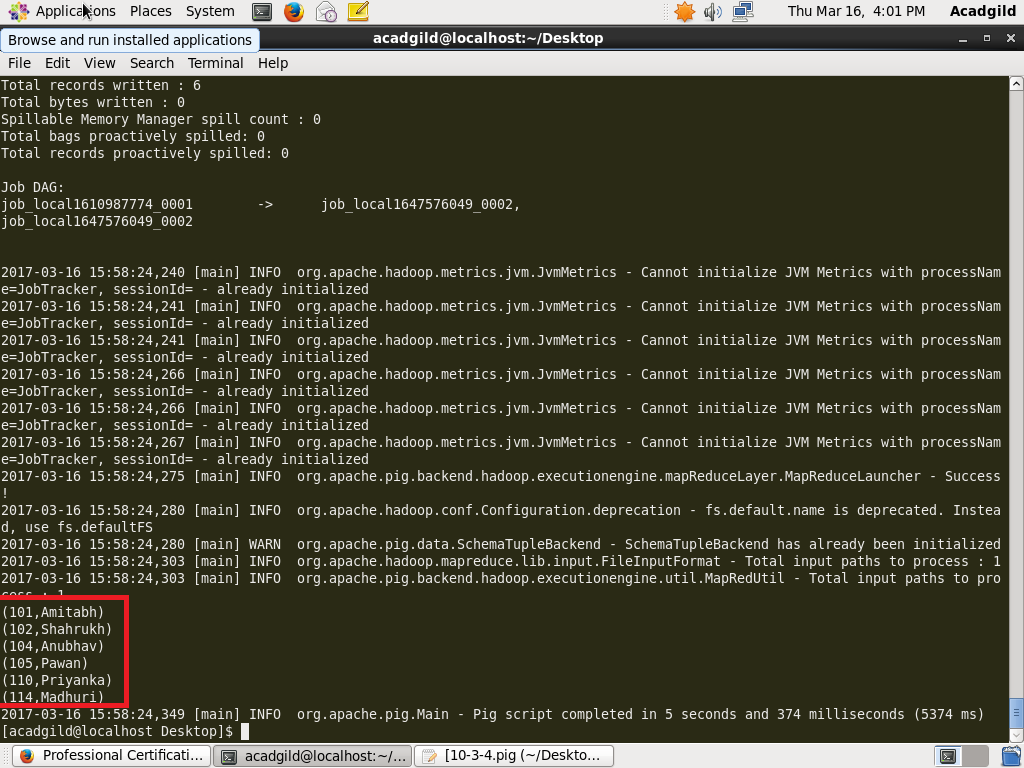 Applications Places System Thu Mar 16, 4:01 PM Acadgild
Browse and run installed applications acadgild@localhost:~/Desktop
File Edit View Search Terminal Help
Total records written : 6
Total bytes written : 0
Spillable Memory Manager spill count : 0
Total bags proactively spilled: 0
Total records proactively spilled: 0
Job DAG:
job_local1610987774_0001 -> job_local1647576049_0002,
job_local1647576049_0002
2017-03-16 15:58:24,240 [main] INFO org.apache.hadoop.metrics.jvm.JvmMetrics - Cannot initialize JVM Metrics with processNam
e=JobTracker, sessionId= - already initialized
2017-03-16 15:58:24,241 [main] INFO org.apache.hadoop.metrics.jvm.JvmMetrics - Cannot initialize JVM Metrics with processNam
e=JobTracker, sessionId= - already initialized
2017-03-16 15:58:24,241 [main] INFO org.apache.hadoop.metrics.jvm.JvmMetrics - Cannot initialize JVM Metrics with processNam
e=JobTracker, sessionId= - already initialized
2017-03-16 15:58:24,266 [main] INFO org.apache.hadoop.metrics.jvm.JvmMetrics - Cannot initialize JVM Metrics with processNam
e=JobTracker, sessionId= - already initialized
2017-03-16 15:58:24,266 [main] INFO org.apache.hadoop.metrics.jvm.JvmMetrics - Cannot initialize JVM Metrics with processNam
e=JobTracker, sessionId= - already initialized
2017-03-16 15:58:24,267 [main] INFO org.apache.hadoop.metrics.jvm.JvmMetrics - Cannot initialize JVM Metrics with processNam
e=JobTracker, sessionId= - already initialized
2017-03-16 15:58:24,275 [main] INFO org.apache.pig.backend.hadoop.executionengine.mapReduceLayer.MapReduceLauncher - Success
!
2017-03-16 15:58:24,280 [main] INFO org.apache.hadoop.conf.Configuration.deprecation - fs.default.name is deprecated. Instea
d, use fs.defaultFS
2017-03-16 15:58:24,280 [main] WARN org.apache.pig.data.SchemaTupleBackend - SchemaTupleBackend has already been initialized
2017-03-16 15:58:24,303 [main] INFO org.apache.hadoop.mapreduce.lib.input.FileInputFormat - Total input paths to process : 1
2017-03-16 15:58:24,303 [main] INFO org.apache.pig.backend.hadoop.executionengine.util.MapRedUtil - Total input paths to pro
cess : 1
(101,Amitabh)
(102,Shahrukh)
(104,Anubhav)
(105,Pawan)
(110,Priyanka)
(114,Madhuri)
2017-03-16 15:58:24,349 [main] INFO org.apache.pig.Main - Pig script completed in 5 seconds and 374 milliseconds (5374 ms)
[acadgild@localhost Desktop]$
Professional Certificati... acadgild@localhost:~/... [10-3-4.pig (~/Deskto...